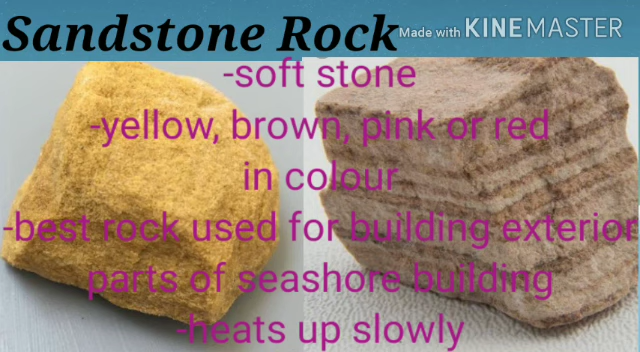 Sandstone Rock
Made with KINEMASTER
-soft stone
-yellow, brown, pink or red
in colour
-best rock used for building exterior
parts of seashore building
-heats up slowly